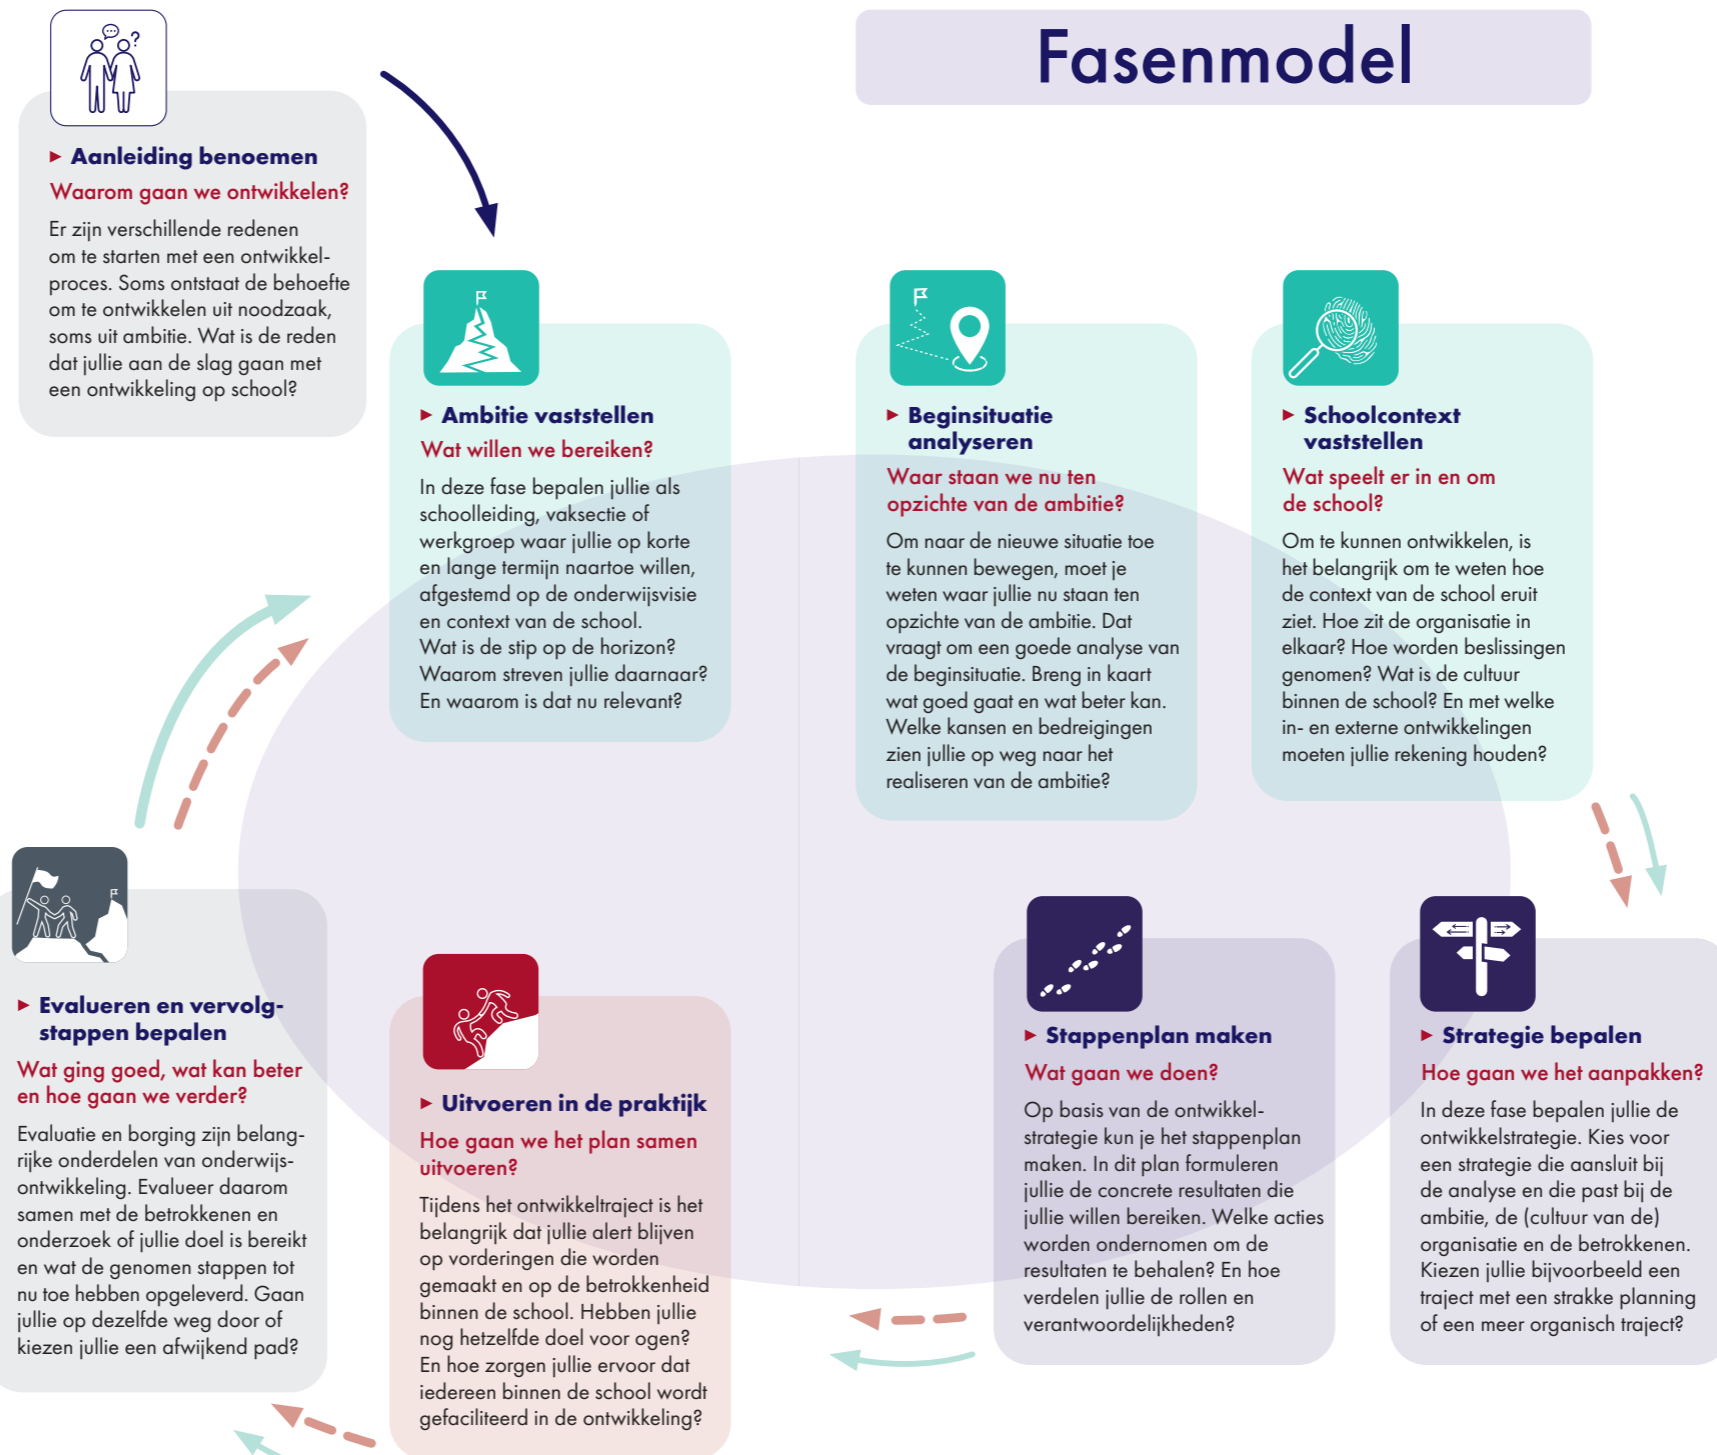 Fasenmodel
Aanleiding benoemen
Waarom gaan we ontwikkelen?
Er zijn verschillende redenen
om te starten met een ontwikkel-
proces. Soms ontstaat de behoefte
om te ontwikkelen uit noodzaak,
soms uit ambitie. Wat is de reden
dat jullie aan de slag gaan met
een ontwikkeling op school?
Ambitie vaststellen
Wat willen we bereiken?
In deze fase bepalen jullie als
schoolleiding, vaksectie of
werkgroep waar jullie op korte
en lange termijn naartoe willen,
afgestemd op de onderwijsvisie
en context van de school.
Wat is de stip op de horizon?
Waarom streven jullie daarnaar?
En waarom is dat nu relevant?
Beginsituatie
analyseren
Waar staan we nu ten
opzichte van de ambitie?
Om naar de nieuwe situatie toe
te kunnen bewegen, moet je
weten waar jullie nu staan ten
opzichte van de ambitie. Dat
vraagt om een goede analyse van
de beginsituatie. Breng in kaart
wat goed gaat en wat beter kan.
Welke kansen en bedreigingen
zien jullie op weg naar het
realiseren van de ambitie?
Schoolcontext
vaststellen
Wat speelt er in en om
de school?
Om te kunnen ontwikkelen, is
het belangrijk om te weten hoe
de context van de school eruit
ziet. Hoe zit de organisatie in
elkaar? Hoe worden beslissingen
genomen? Wat is de cultuur
binnen de school? En met welke
in- en externe ontwikkelingen
moeten jullie rekening houden?
Strategie bepalen
Hoe gaan we het aanpakken?
In deze fase bepalen jullie de
ontwikkelstrategie. Kies voor
een strategie die aansluit bij
de analyse en die past bij de
ambitie, de (cultuur van de)
organisatie en de betrokkenen.
Kiezen jullie bijvoorbeeld een
traject met een strakke planning
of een meer organisch traject?
Stappenplan maken
Wat gaan we doen?
Op basis van de ontwikkel-
strategie kun je het stappenplan
maken. In dit plan formuleren
jullie de concrete resultaten die
jullie willen bereiken. Welke acties
worden ondernomen om de
resultaten te behalen? En hoe
verdelen jullie de rollen en
verantwoordelijkheden?
Uitvoeren in de praktijk
Hoe gaan we het plan samen
uitvoeren?
Tijdens het ontwikkeltraject is het
belangrijk dat jullie alert blijven
op vorderingen die worden
gemaakt en op de betrokkenheid
binnen de school. Hebben jullie
nog hetzelfde doel voor ogen?
En hoe zorgen jullie ervoor dat
iedereen binnen de school wordt
gefaciliteerd in de ontwikkeling?
Evalueren en vervolg-
stappen bepalen
Wat ging goed, wat kan beter
en hoe gaan we verder?
Evaluatie en borging zijn belang-
rijke onderdelen van onderwijs-
ontwikkeling. Evalueer daarom
samen met de betrokkenen en
onderzoek of jullie doel is bereikt
en wat de genomen stappen tot
nu toe hebben opgeleverd. Gaan
jullie op dezelfde weg door of
kiezen jullie een afwijkend pad?